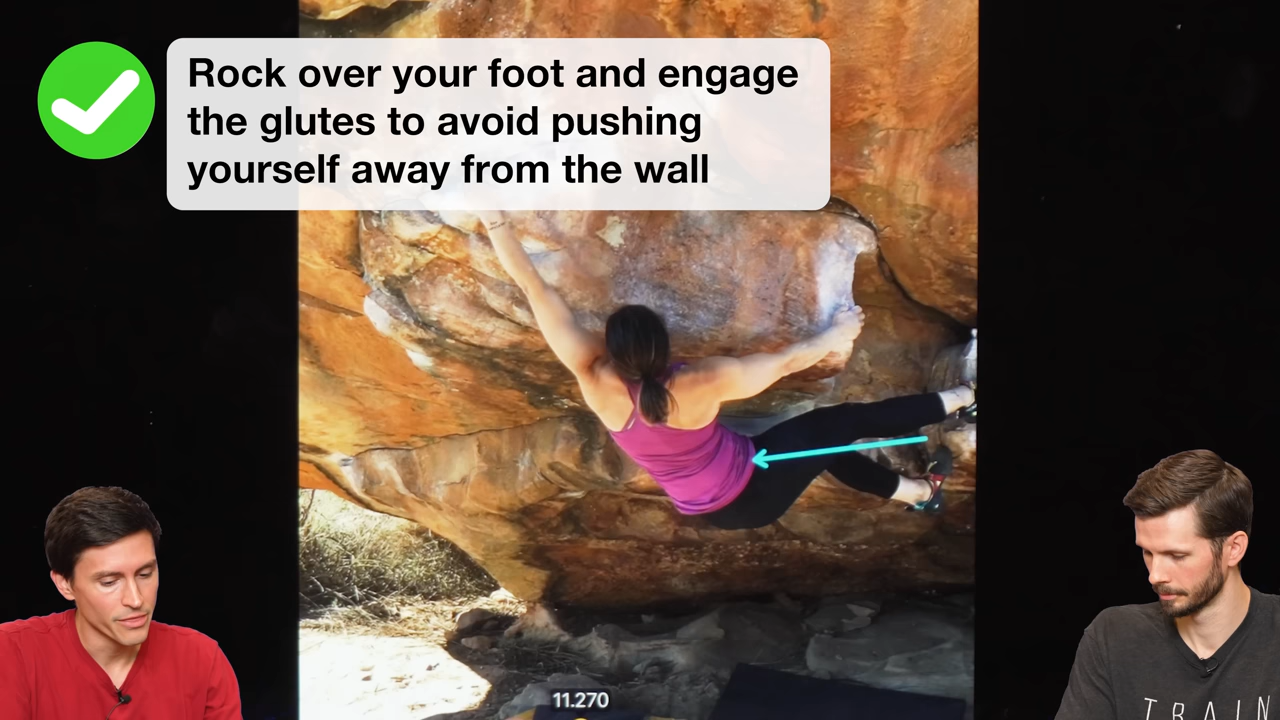 Rock over your foot and engage
the glutes to avoid pushing
yourself away from the wall
11.270
TRAIN